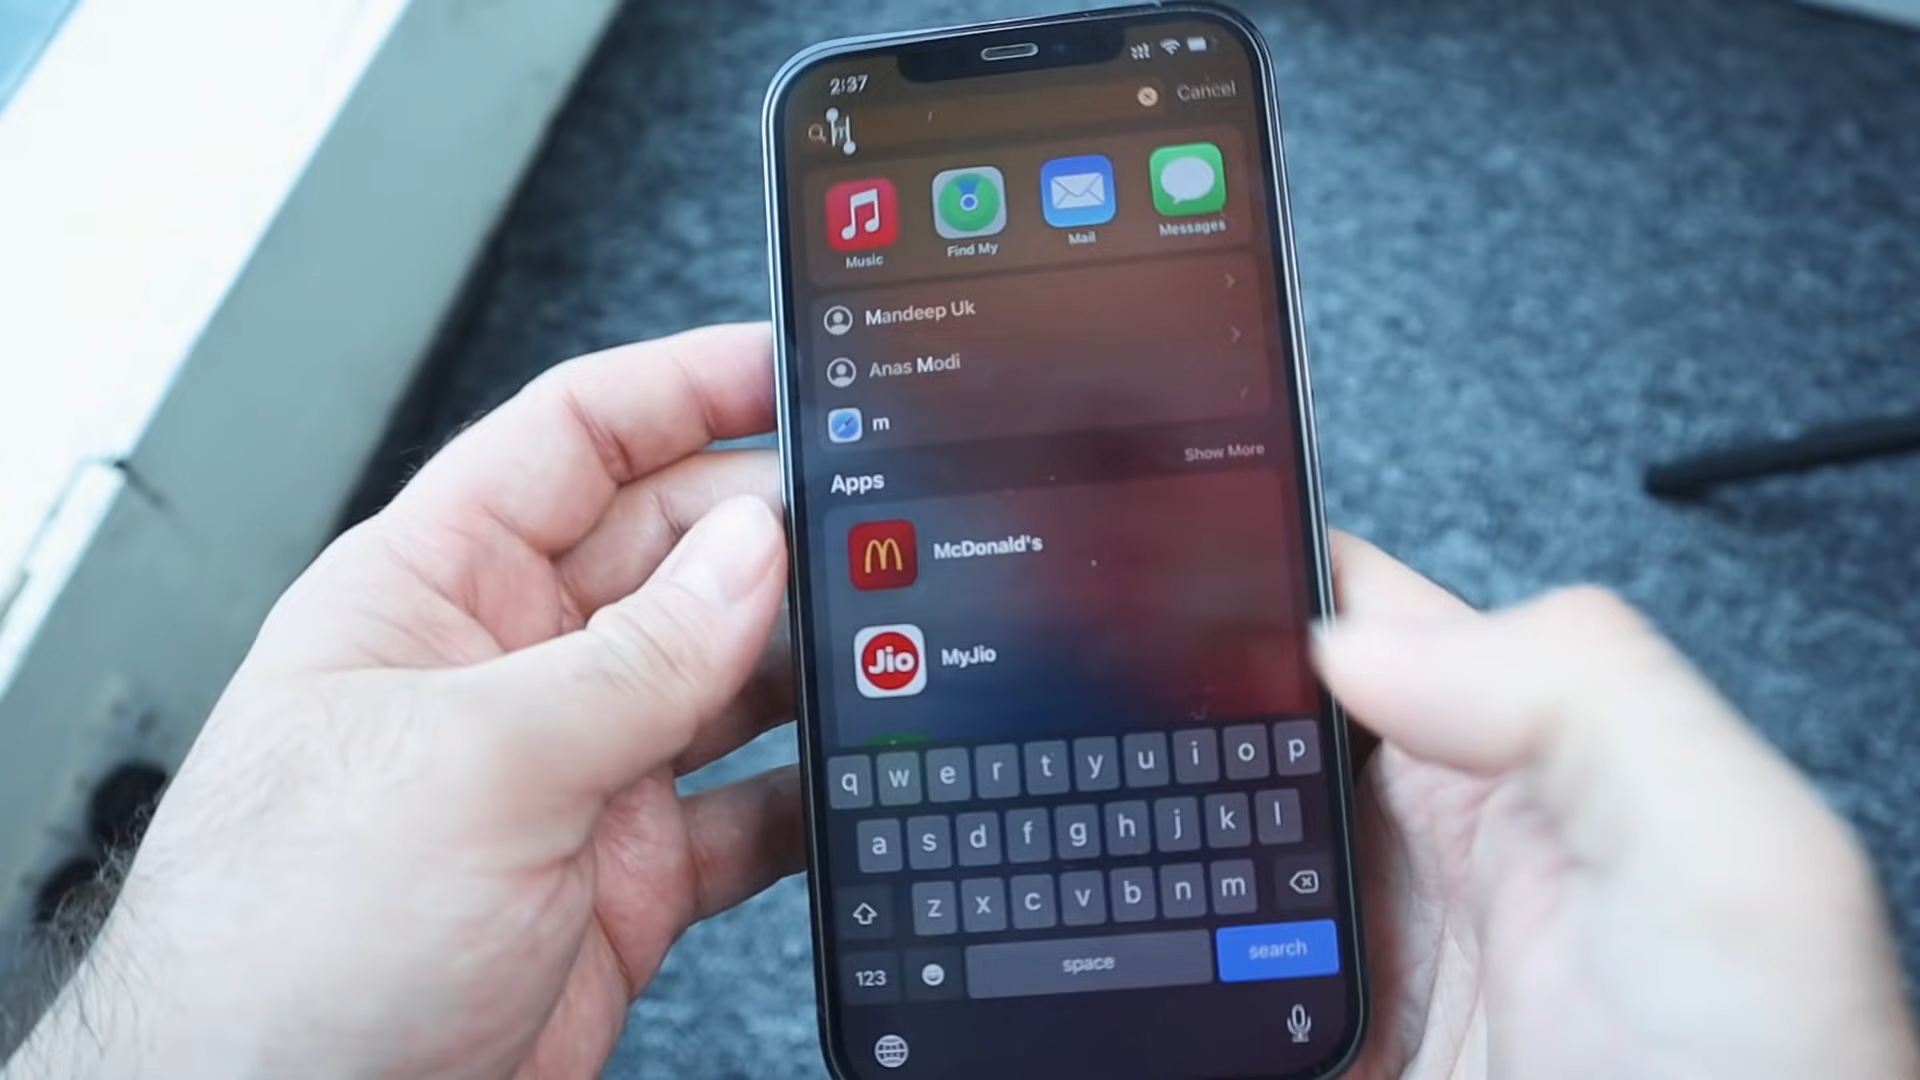 2:37
m
Cancel
Music
Find My
Mail
Messages
Mandeep Uk
Anas Modi
m
Show More
Apps
McDonald's
Jio
MyJio
q w e r t y u i o p
a s d f g h j k l
z x c v b n m
123
space
search